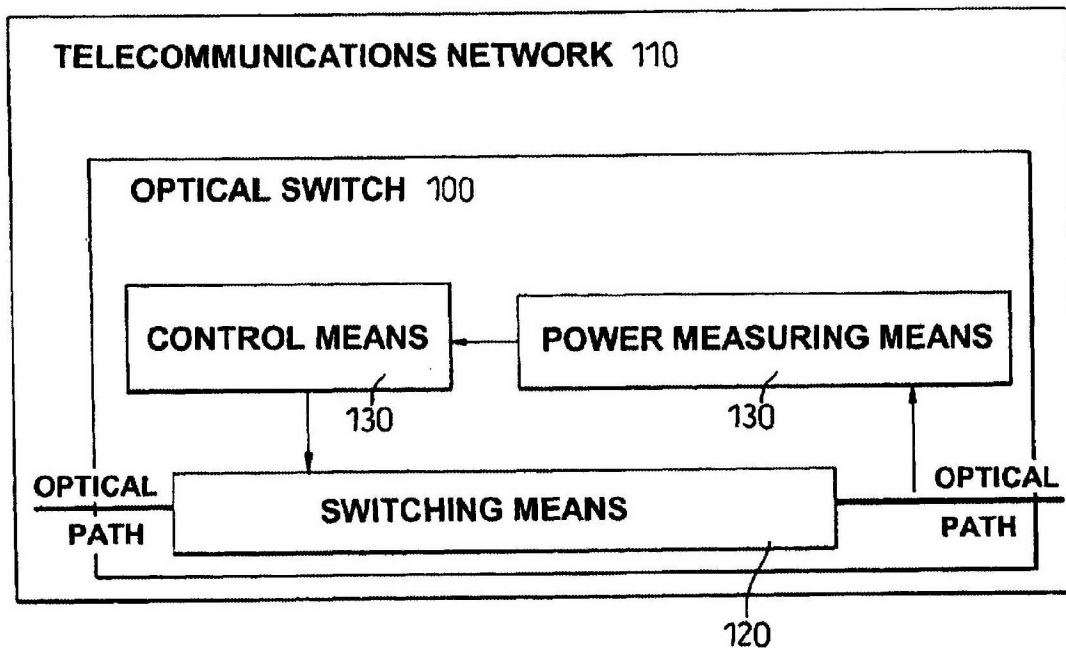 TELECOMMUNICATIONS NETWORK 110
OPTICAL SWITCH 100
CONTROL MEANS
POWER MEASURING MEANS
130
130
OPTICAL
PATH
SWITCHING MEANS
OPTICAL
PATH
120